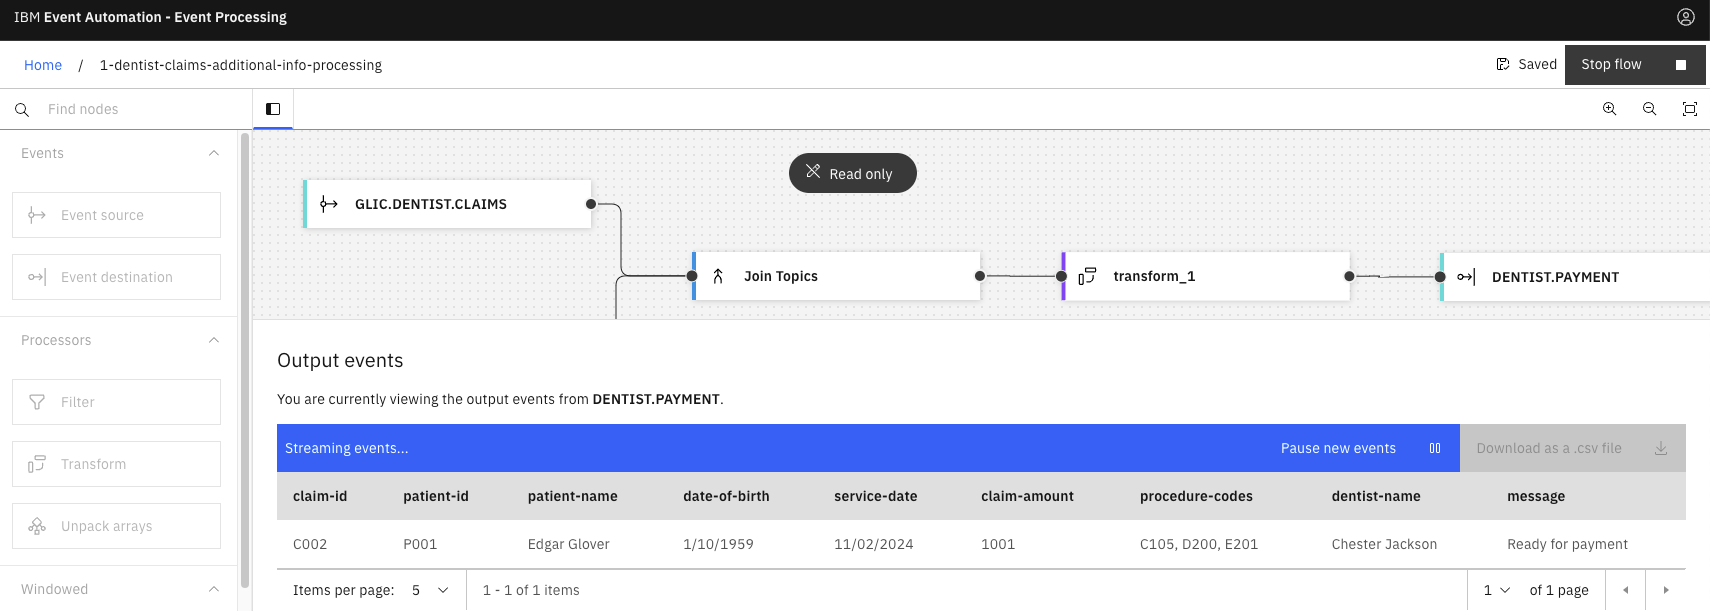 IBM Event Automation - Event Processing
Home / 1-dentist-claims-additional-info-processing
Saved
Stop flow
Find nodes
Events
Event source
Event destination
Processors
Filter
Transform
Unpack arrays
Windowed
Read only
GLIC.DENTIST.CLAIMS
Join Topics
transform_1
DENTIST.PAYMENT
Output events
You are currently viewing the output events from DENTIST.PAYMENT.
Streaming events... Pause new events Download as a .csv file
claim-id patient-id patient-name date-of-birth service-date claim-amount procedure-codes dentist-name message
C002 P001 Edgar Glover 1/10/1959 11/02/2024 1001 C105, D200, E201 Chester Jackson Ready for payment
Items per page: 5 1 - 1 of 1 items 1 of 1 page